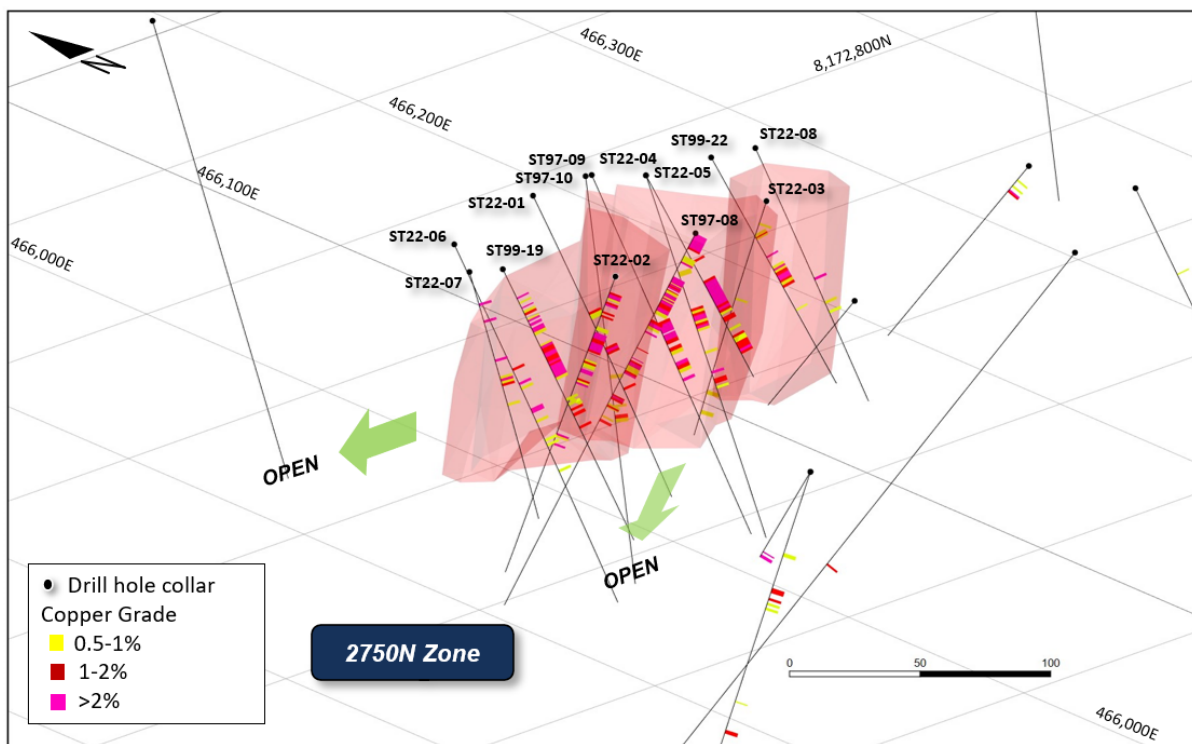 N
466,300E
8,172,800N
466,200E
466,100E
466,000E
ST99-22
ST22-08
ST97-09
ST22-04
ST97-10
ST22-05
ST22-01
ST22-03
ST22-06
ST99-19
ST97-08
ST22-07
ST22-02
OPEN
OPEN
Drill hole collar
Copper Grade
0.5-1%
1-2%
>2%
2750N Zone
0
50
100
466,000E